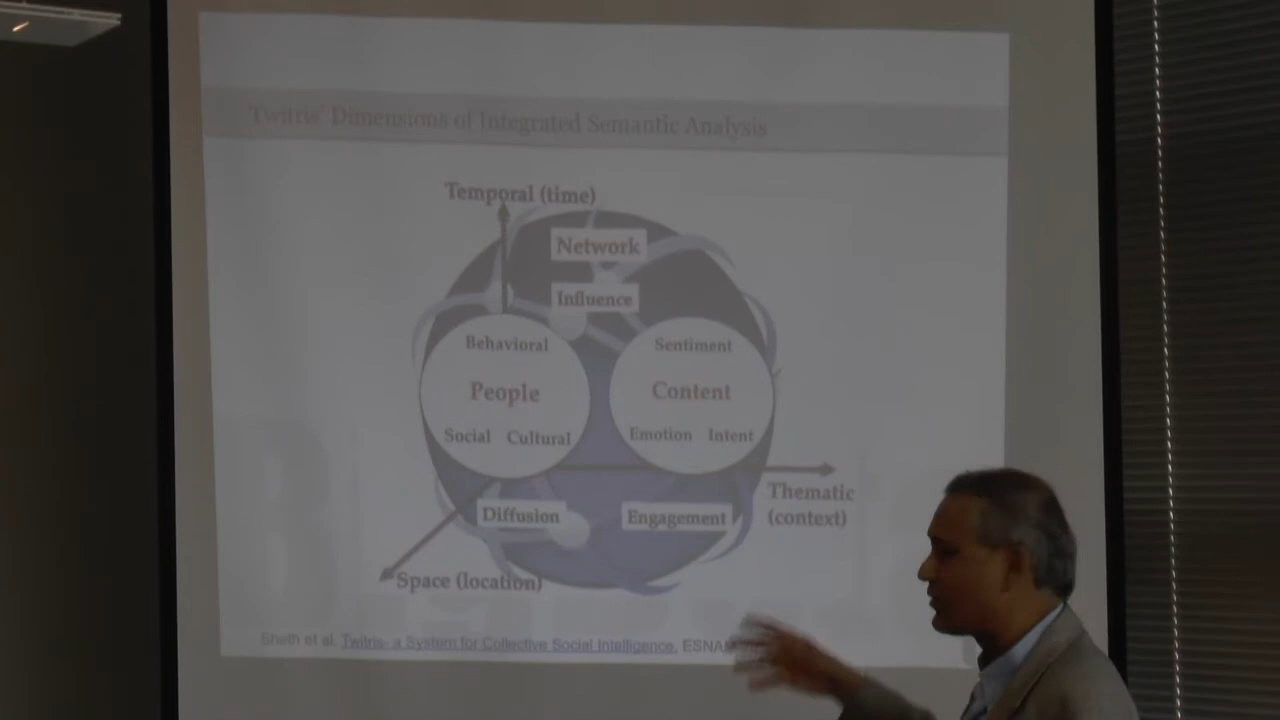 Twitris' Dimensions of Integrated Semantic Analysis
Temporal (time)
Network
Influence
Behavioral
People
Social Cultural
Sentiment
Content
Emotion Intent
Thematic
(context)
Diffusion
Engagement
Space (location)
Sheth et al. Twitris- a System for Collective Social Intelligence,